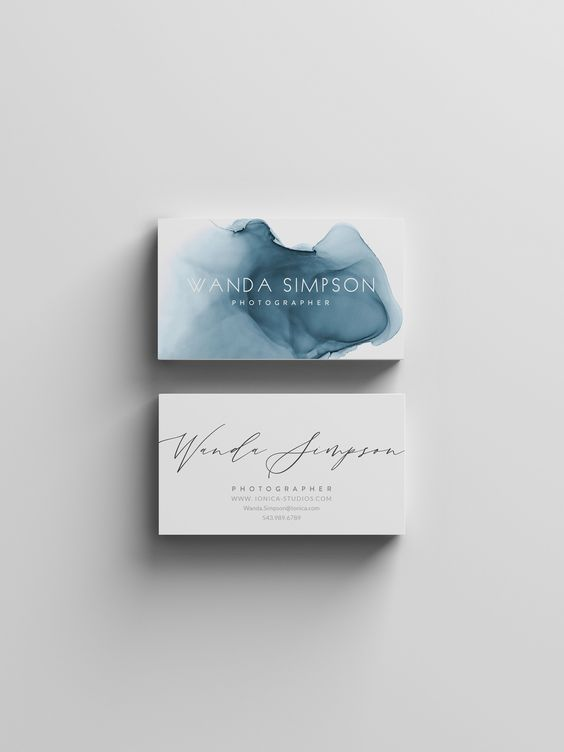 WANDA SIMPSON
PHOTOGRAPHER
Wanda Simpson
PHOTOGRAPHER
WWW.IONICA-STUDIOS.COM
Wanda.Simpson@Ionica.com
543.989.6789